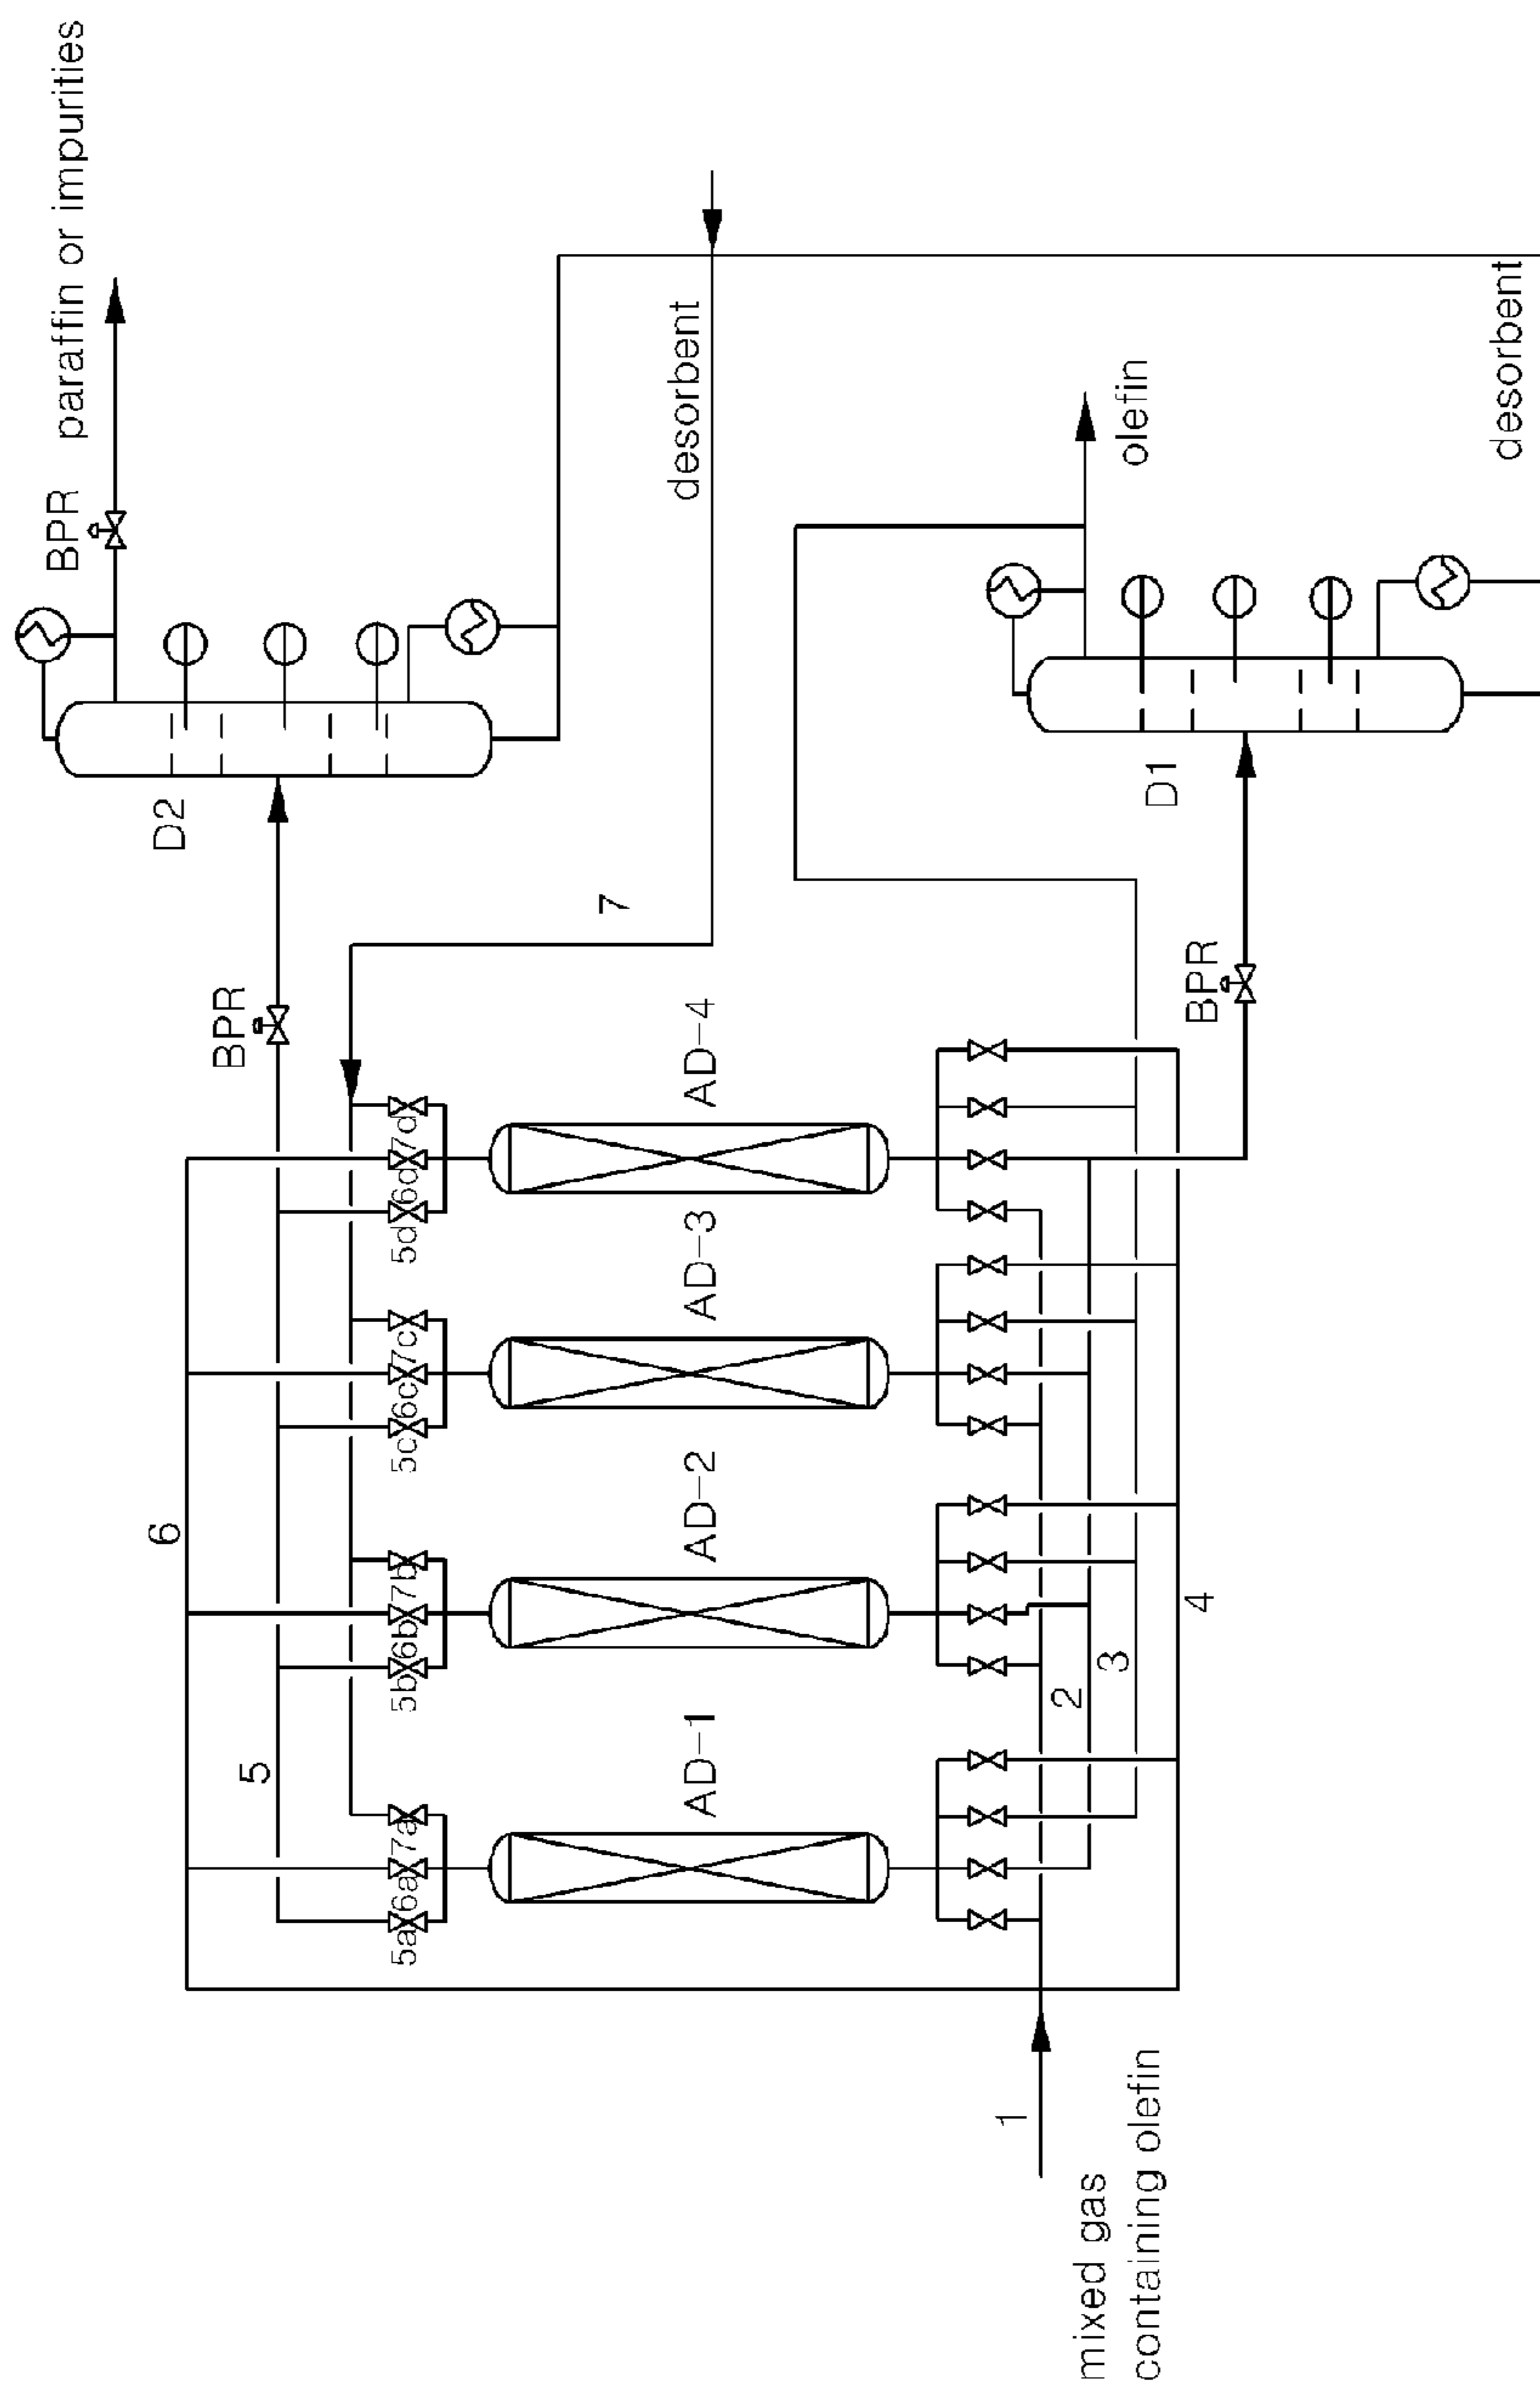 paraffin or impurities
BPR
D2
BPR
6
5
7
desorbent
5a 6a 7a
5b 6b 7b
5c 6c 7c
5d 6d 7d
AD-1
AD-2
AD-3
AD-4
1
mixed gas
containing olefin
2
3
4
BPR
D1
olefin
desorbent